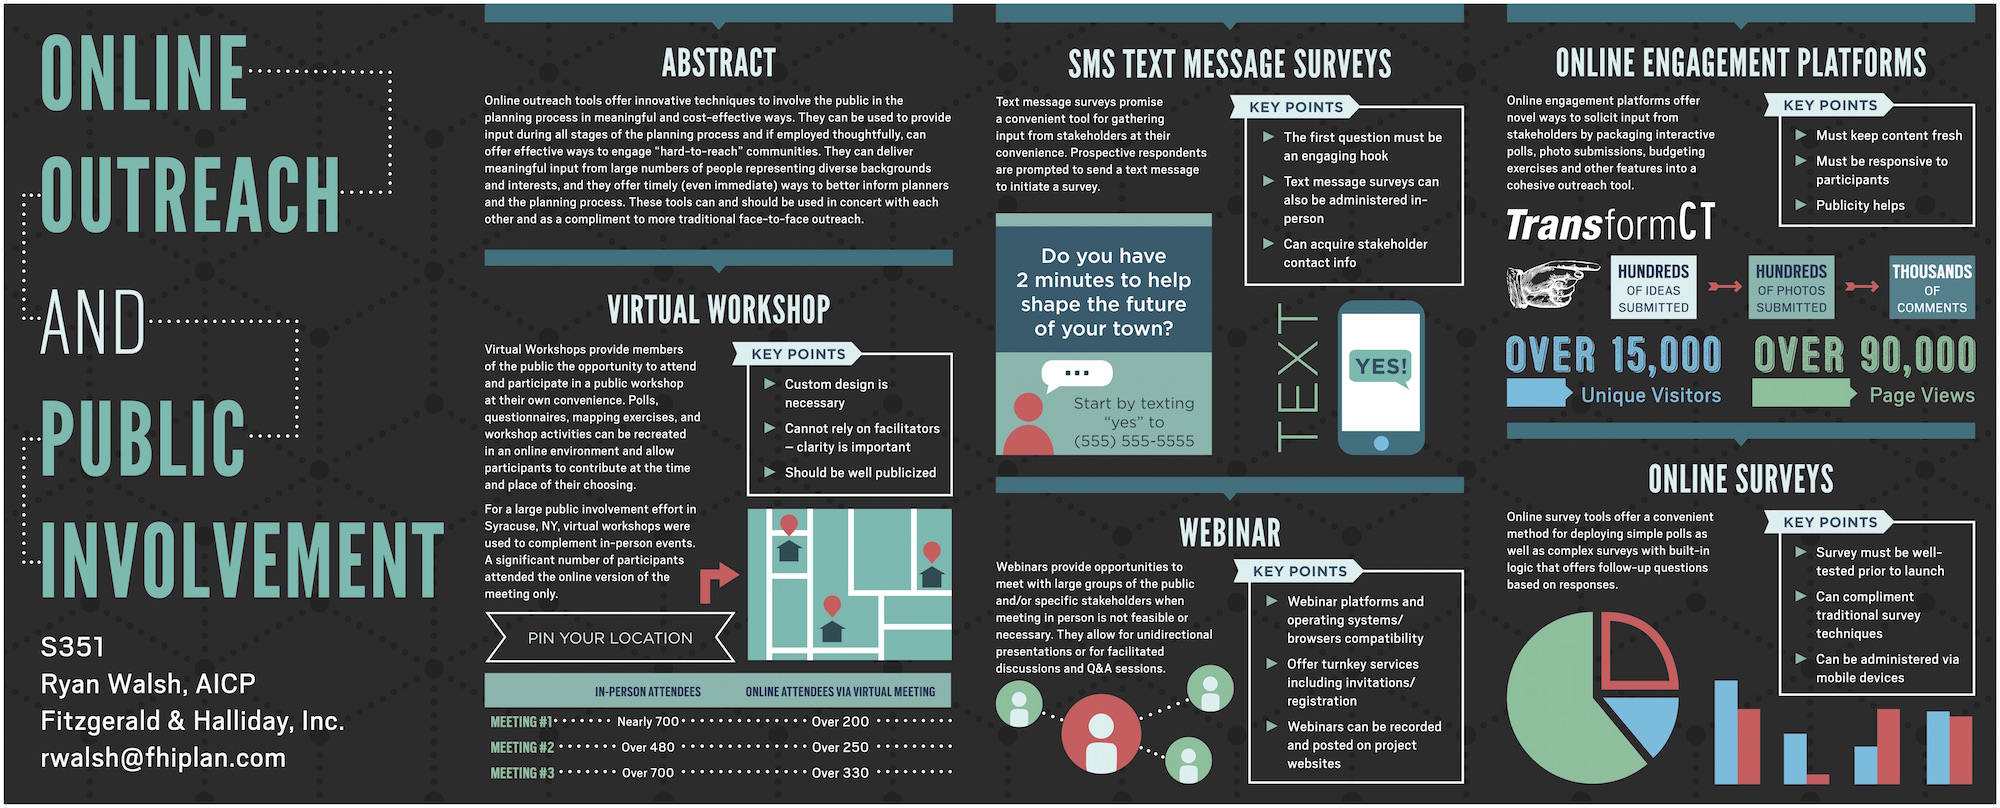 ONLINE
OUTREACH
AND
PUBLIC
INVOLVEMENT
S351
Ryan Walsh, AICP
Fitzgerald & Halliday, Inc.
rwalsh@fhiplan.com
ABSTRACT
Online outreach tools offer innovative techniques to involve the public in the
planning process in meaningful and cost-effective ways. They can be used to provide
input during all stages of the planning process and if employed thoughtfully, can
offer effective ways to engage “hard-to-reach” communities. They can deliver
meaningful input from large numbers of people representing diverse backgrounds
and interests, and they offer timely (even immediate) ways to better inform planners
and the planning process. These tools can and should be used in concert with each
other and as a compliment to more traditional face-to-face outreach.
VIRTUAL WORKSHOP
Virtual Workshops provide members
of the public the opportunity to attend
and participate in a public workshop
at their own convenience. Polls,
questionnaires, mapping exercises, and
workshop activities can be recreated
in an online environment and allow
participants to contribute at the time
and place of their choosing.
For a large public involvement effort in
Syracuse, NY, virtual workshops were
used to complement in-person events.
A significant number of participants
attended the online version of the
meeting only.
KEY POINTS
Custom design is
necessary
Cannot rely on facilitators
– clarity is important
Should be well publicized
PIN YOUR LOCATION
IN-PERSON ATTENDEES ONLINE ATTENDEES VIA VIRTUAL MEETING
MEETING #1 Nearly 700 Over 200
MEETING #2 Over 480 Over 250
MEETING #3 Over 700 Over 330
SMS TEXT MESSAGE SURVEYS
Text message surveys promise
a convenient tool for gathering
input from stakeholders at their
convenience. Prospective respondents
are prompted to send a text message
to initiate a survey.
KEY POINTS
The first question must be
an engaging hook
Text message surveys can
also be administered in-
person
Can acquire stakeholder
contact info
Do you have
2 minutes to help
shape the future
of your town?
...
Start by texting
“yes” to
(555) 555-5555
TEXT
YES!
WEBINAR
Webinars provide opportunities to
meet with large groups of the public
and/or specific stakeholders when
meeting in person is not feasible or
necessary. They allow for unidirectional
presentations or for facilitated
discussions and Q&A sessions.
KEY POINTS
Webinar platforms and
operating systems/
browsers compatibility
Offer turnkey services
including invitations/
registration
Webinars can be recorded
and posted on project
websites
ONLINE ENGAGEMENT PLATFORMS
Online engagement platforms offer
novel ways to solicit input from
stakeholders by packaging interactive
polls, photo submissions, budgeting
exercises and other features into a
cohesive outreach tool.
KEY POINTS
Must keep content fresh
Must be responsive to
participants
Publicity helps
TransformCT
HUNDREDS
OF IDEAS
SUBMITTED
HUNDREDS
OF PHOTOS
SUBMITTED
THOUSANDS
OF
COMMENTS
OVER 15,000
Unique Visitors
OVER 90,000
Page Views
ONLINE SURVEYS
Online survey tools offer a convenient
method for deploying simple polls as
well as complex surveys with built-in
logic that offers follow-up questions
based on responses.
KEY POINTS
Survey must be well-
tested prior to launch
Can compliment
traditional survey
techniques
Can be administered via
mobile devices